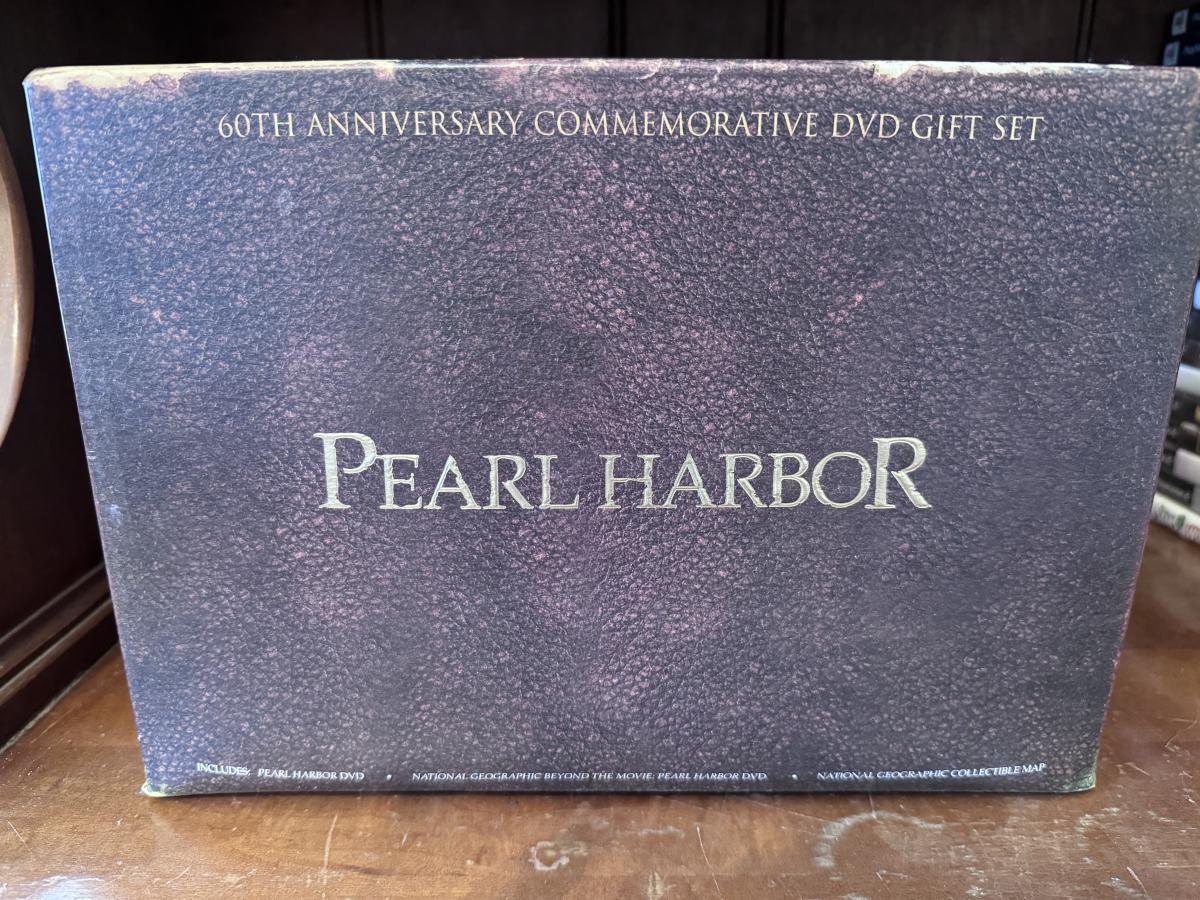 60TH ANNIVERSARY COMMEMORATIVE DVD GIFT SET
PEARL HARBOR
INCLUDES: PEARL HARBOR DVD • NATIONAL GEOGRAPHIC BEYOND THE MOVIE: PEARL HARBOR DVD • NATIONAL GEOGRAPHIC COLLECTIBLE MAP